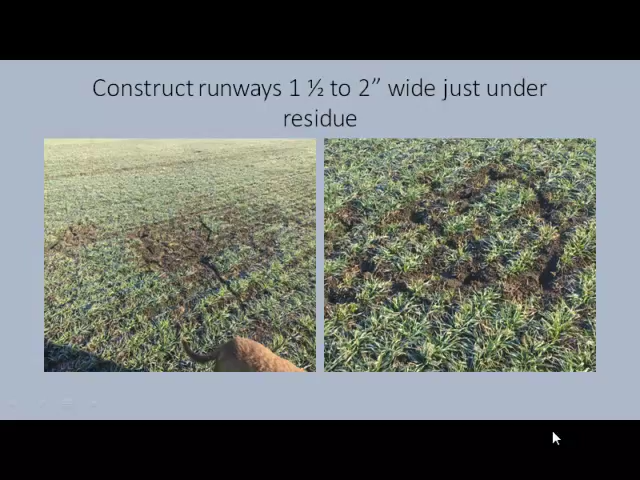 Construct runways 1 ½ to 2” wide just under
residue